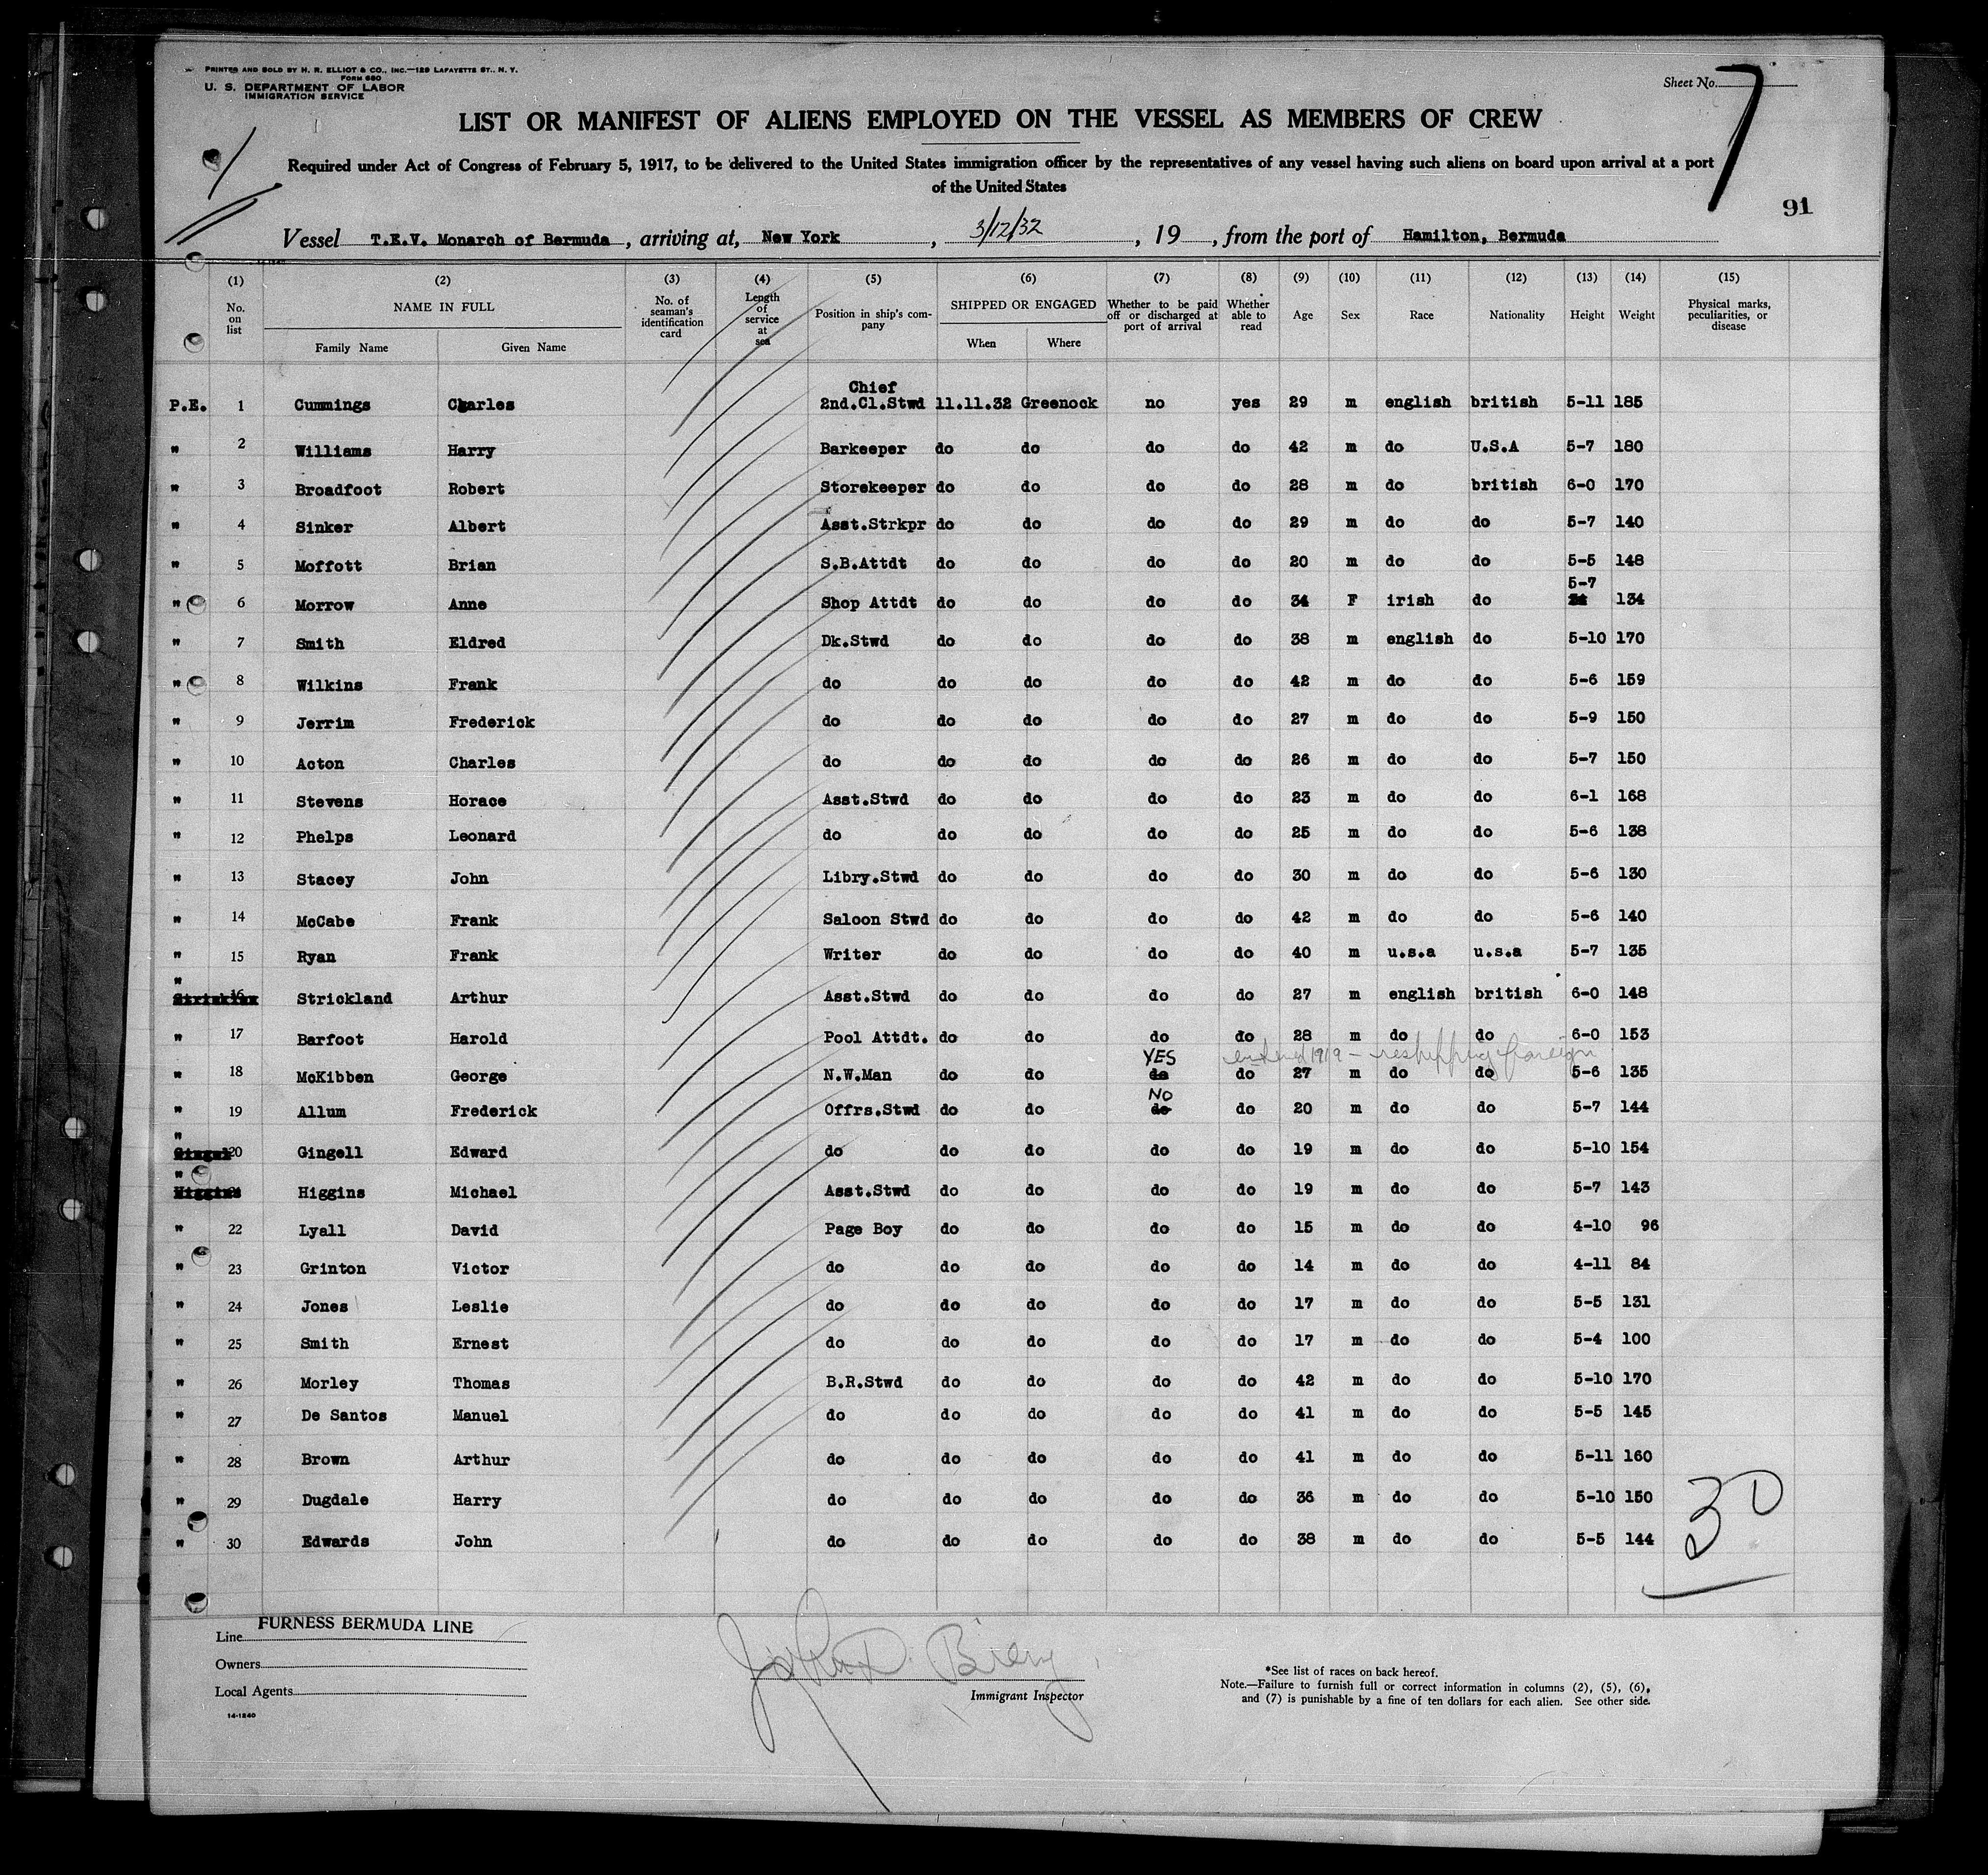 PRINTED AND SOLD BY H. R. ELLIOT & CO., INC.—129 LAFAYETTE ST., N. Y.
FORM 680
U. S. DEPARTMENT OF LABOR
IMMIGRATION SERVICE
Sheet No. 7
LIST OR MANIFEST OF ALIENS EMPLOYED ON THE VESSEL AS MEMBERS OF CREW
Required under Act of Congress of February 5, 1917, to be delivered to the United States immigration officer by the representatives of any vessel having such aliens on board upon arrival at a port
of the United States
91
Vessel T.E.V. Monarch of Bermuda, arriving at, New York, 3/12/32, 19, from the port of Hamilton, Bermuda
(1) (2) (3) (4) (5) (6) (7) (8) (9) (10) (11) (12) (13) (14) (15)
No. on list NAME IN FULL Family Name Given Name No. of seaman's identification card Length of service at sea Position in ship's company SHIPPED OR ENGAGED When Where Whether to be paid off or discharged at port of arrival Whether able to read Age Sex Race Nationality Height Weight Physical marks, peculiarities, or disease
Chief
P.E. 1 Cummings Charles 2nd.Cl.Stwd 11.11.32 Greenock no yes 29 m english british 5-11 185
" 2 Williams Harry Barkeeper do do do do 42 m do U.S.A 5-7 180
" 3 Broadfoot Robert Storekeeper do do do do 28 m do british 6-0 170
" 4 Sinker Albert Asst.Strkpr do do do do 29 m do do 5-7 140
" 5 Moffott Brian S.B.Attdt do do do do 20 m do do 5-5 148
5-7
" 6 Morrow Anne Shop Attdt do do do do 34 F irish do 134
" 7 Smith Eldred Dk.Stwd do do do do 38 m english do 5-10 170
" 8 Wilkins Frank do do do do do 42 m do do 5-6 159
" 9 Jerrim Frederick do do do do do 27 m do do 5-9 150
" 10 Acton Charles do do do do do 26 m do do 5-7 150
" 11 Stevens Horace Asst.Stwd do do do do 23 m do do 6-1 168
" 12 Phelps Leonard do do do do do 25 m do do 5-6 138
" 13 Stacey John Libry.Stwd do do do do 30 m do do 5-6 130
" 14 McCabe Frank Saloon Stwd do do do do 42 m do do 5-6 140
" 15 Ryan Frank Writer do do do do 40 m u.s.a u.s.a 5-7 135
" 16 Strickland Arthur Asst.Stwd do do do do 27 m english british 6-0 148
" 17 Barfoot Harold Pool Attdt. do do do do 28 m do do 6-0 153
YES 1919 - reshipping foreign
" 18 McKibben George N.W.Man do do do do 27 m do do 5-6 135
NO
" 19 Allum Frederick Offrs.Stwd do do do do 20 m do do 5-7 144
" 20 Gingell Edward do do do do do 19 m do do 5-10 154
" Higgins Michael Asst.Stwd do do do do 19 m do do 5-7 143
" 22 Lyall David Page Boy do do do do 15 m do do 4-10 96
" 23 Grinton Victor do do do do do 14 m do do 4-11 84
" 24 Jones Leslie do do do do do 17 m do do 5-5 131
" 25 Smith Ernest do do do do do 17 m do do 5-4 100
" 26 Morley Thomas B.R.Stwd do do do do 42 m do do 5-10 170
" 27 De Santos Manuel do do do do do 41 m do do 5-5 145
" 28 Brown Arthur do do do do do 41 m do do 5-11 160
" 29 Dugdale Harry do do do do do 36 m do do 5-10 150
" 30 Edwards John do do do do do 38 m do do 5-5 144
30
Line FURNESS BERMUDA LINE
Owners
Local Agents
14-1240
John D.
Immigrant Inspector
*See list of races on back hereof.
Note.—Failure to furnish full or correct information in columns (2), (5), (6),
and (7) is punishable by a fine of ten dollars for each alien. See other side.